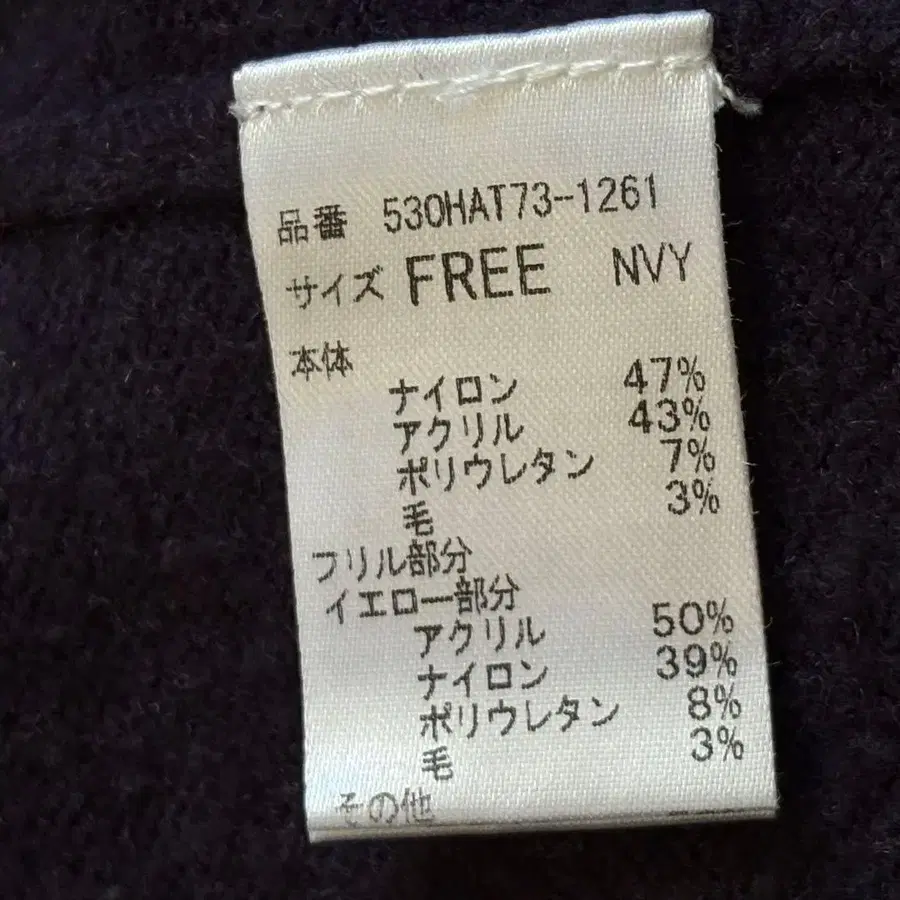 品番 530HAT73-1261
サイズ FREE NVY
本体
ナイロン 47%
アクリル 43%
ポリウレタン 7%
毛 3%
フリル部分
イエロー部分
アクリル 50%
ナイロン 39%
ポリウレタン 8%
毛 3%
その他